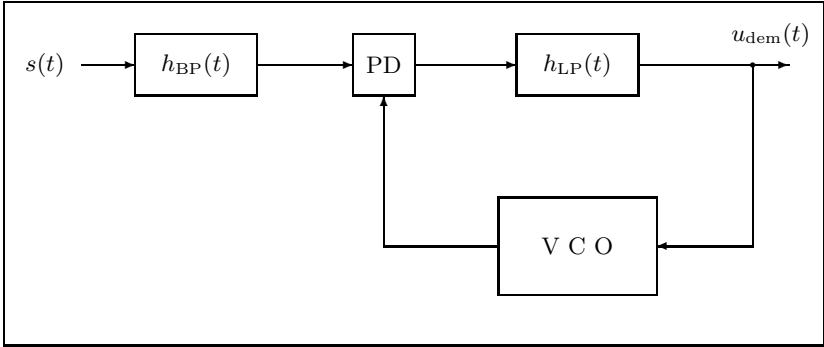 u_dem(t)
s(t)
h_BP(t)
PD
h_LP(t)
V C O